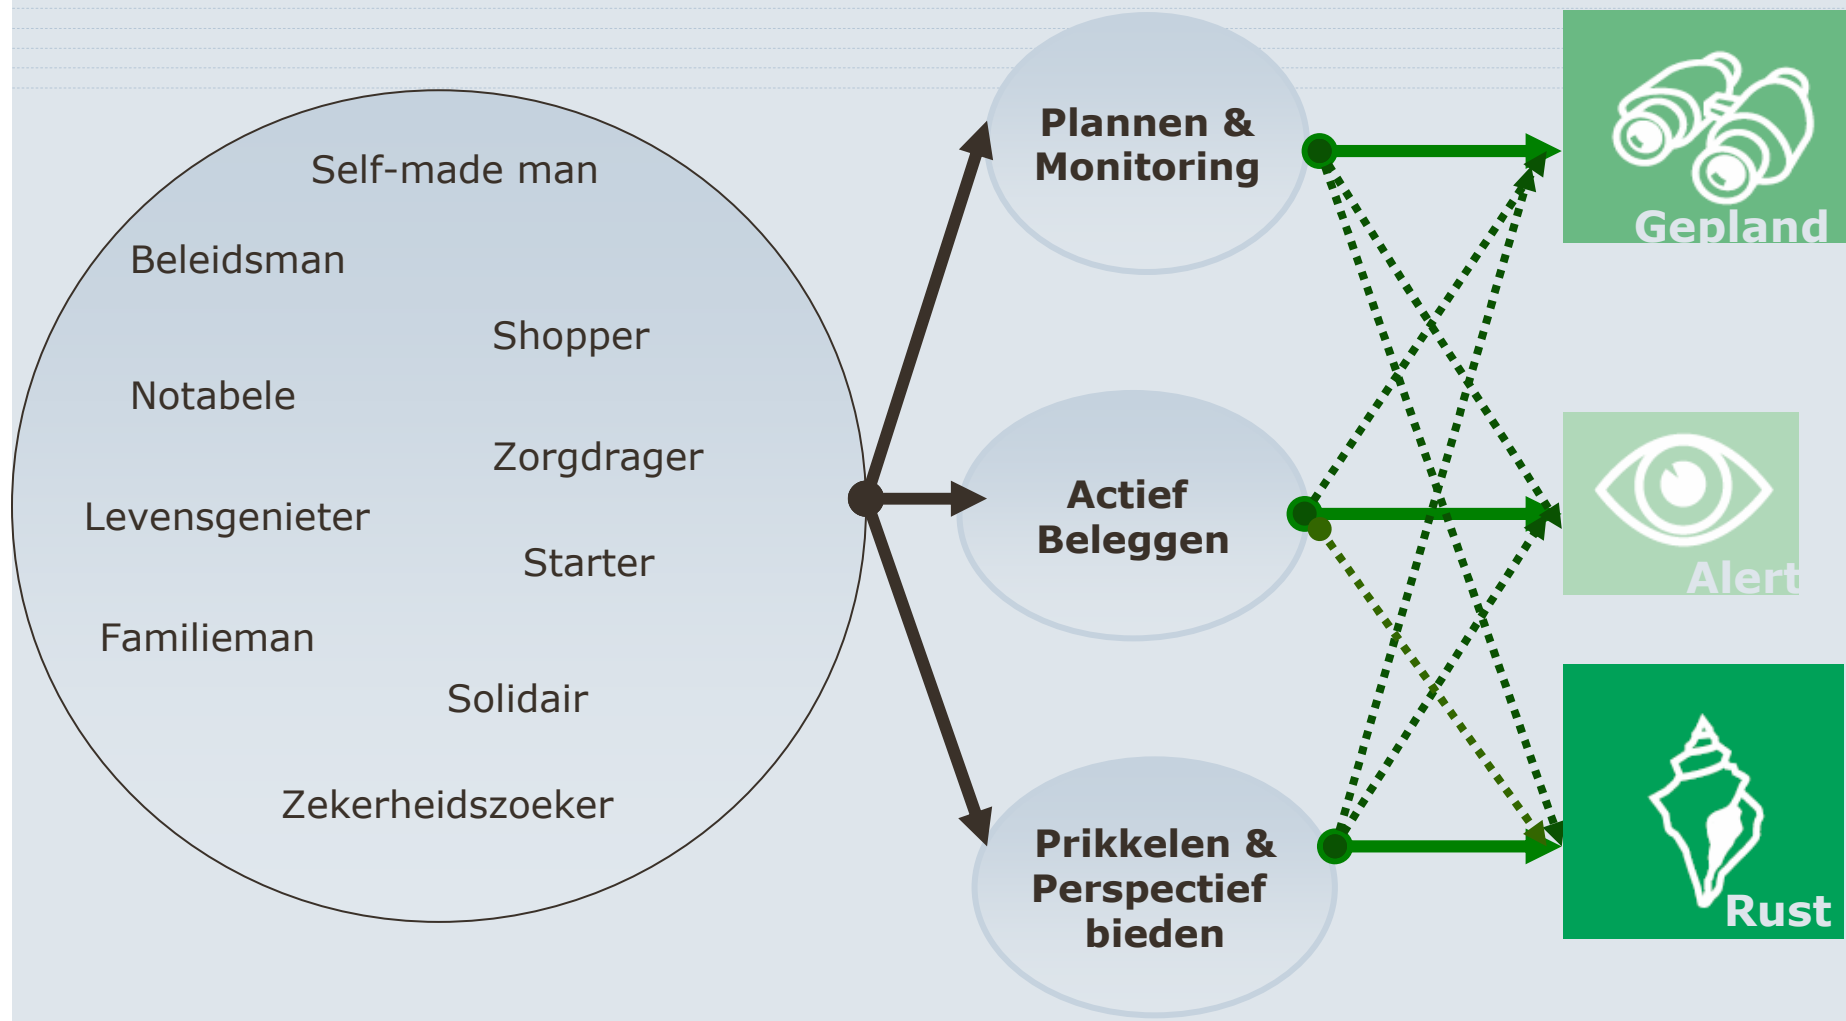 Self-made man
Beleidsman
Shopper
Notabele
Zorgdrager
Levensgenieter
Starter
Familieman
Solidair
Zekerheidszoeker
Plannen &
Monitoring
Actief
Beleggen
Prikkelen &
Perspectief
bieden
Gepland
Alert
Rust